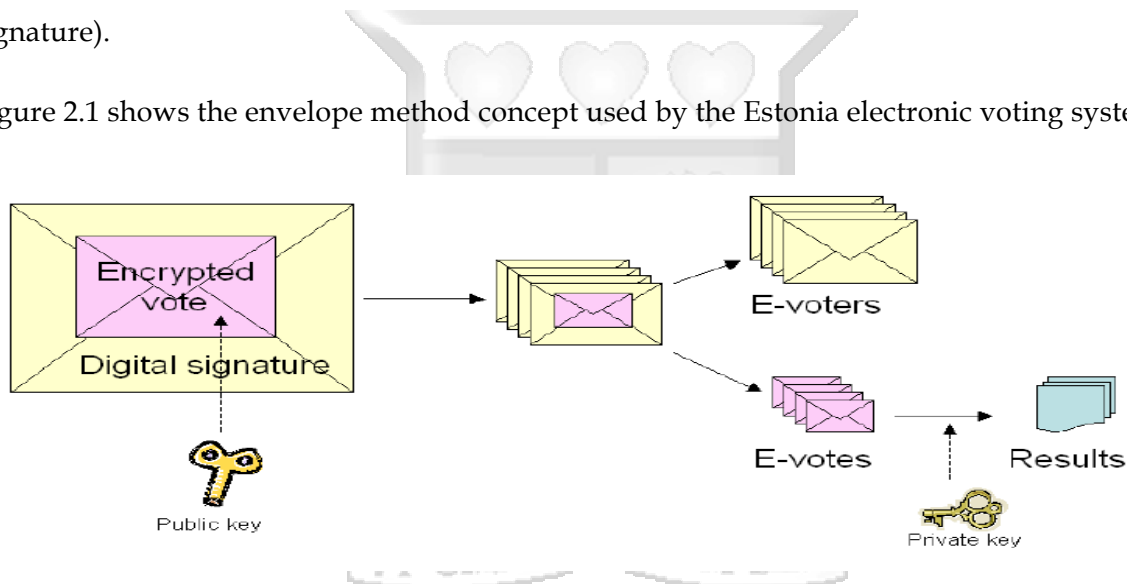 gnature).
gure 2.1 shows the envelope method concept used by the Estonia electronic voting syste
Encrypted
vote
Digital signature
Public key
E-voters
E-votes
Results
Private key